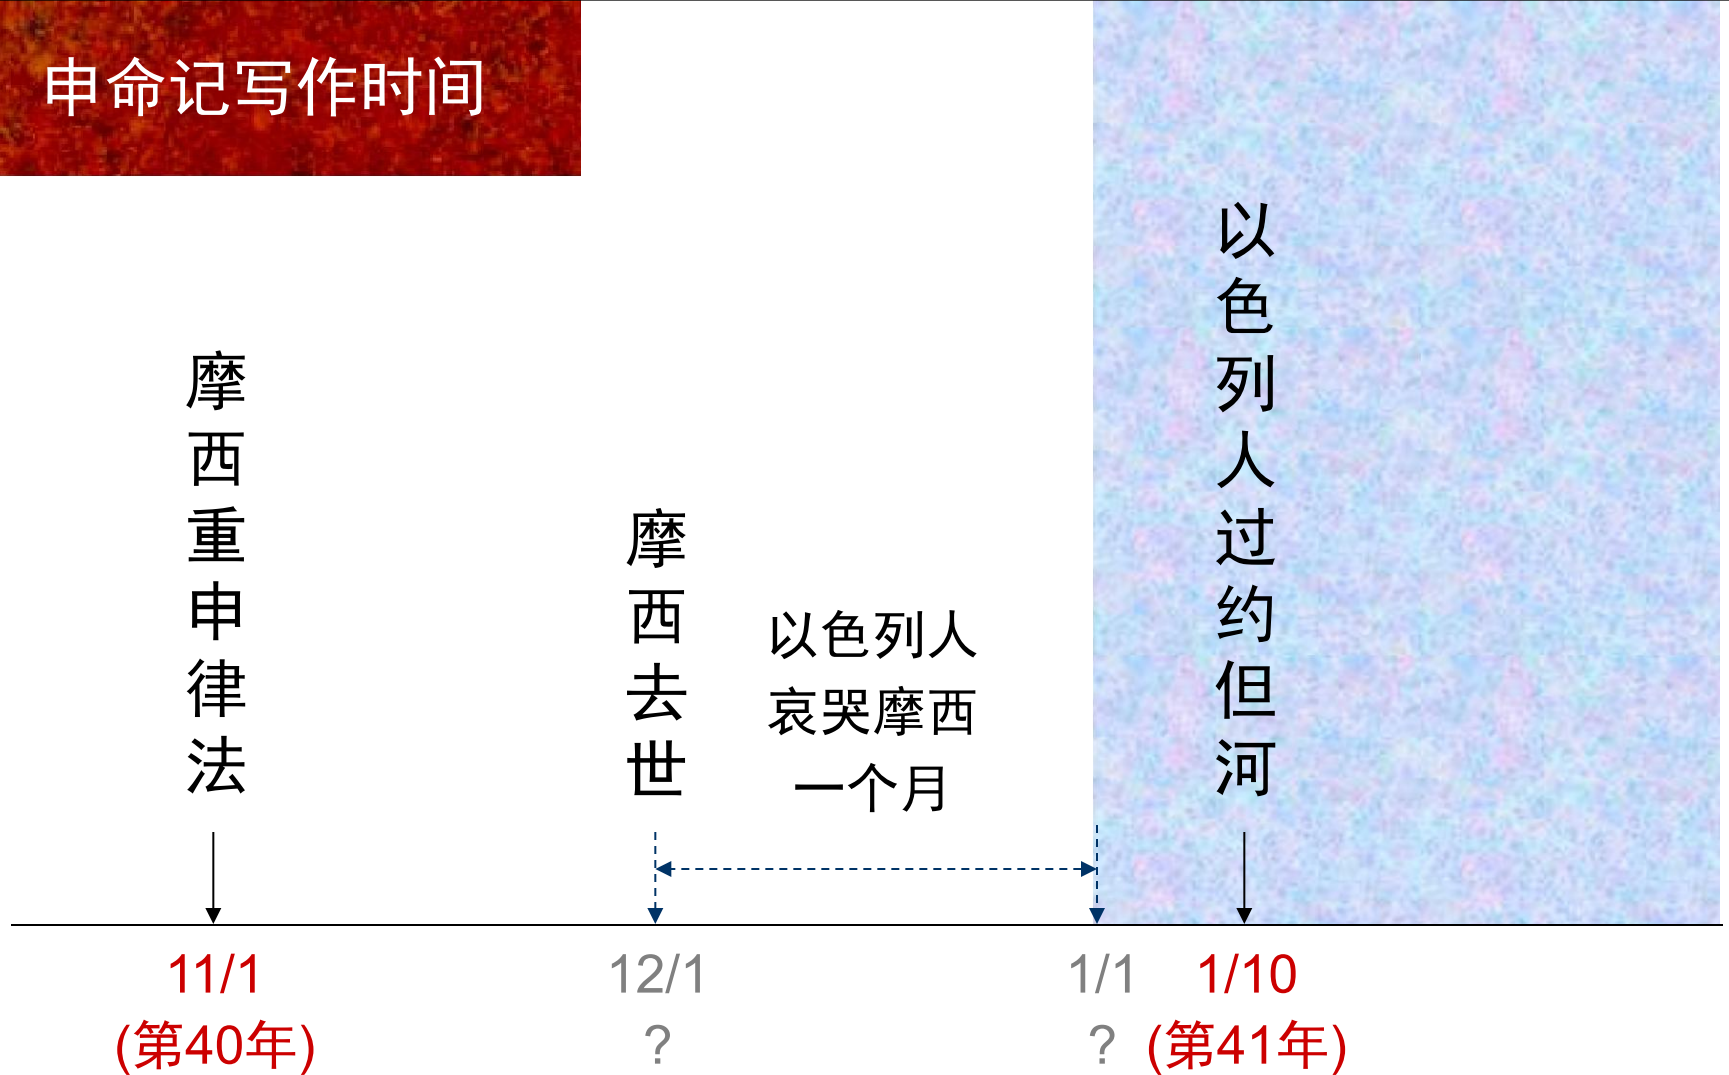 申命记写作时间
摩西重申律法
摩西去世
以色列人
哀哭摩西
一个月
以色列人过约但河
11/1
(第40年)
12/1
?
1/1
?
1/10
(第41年)